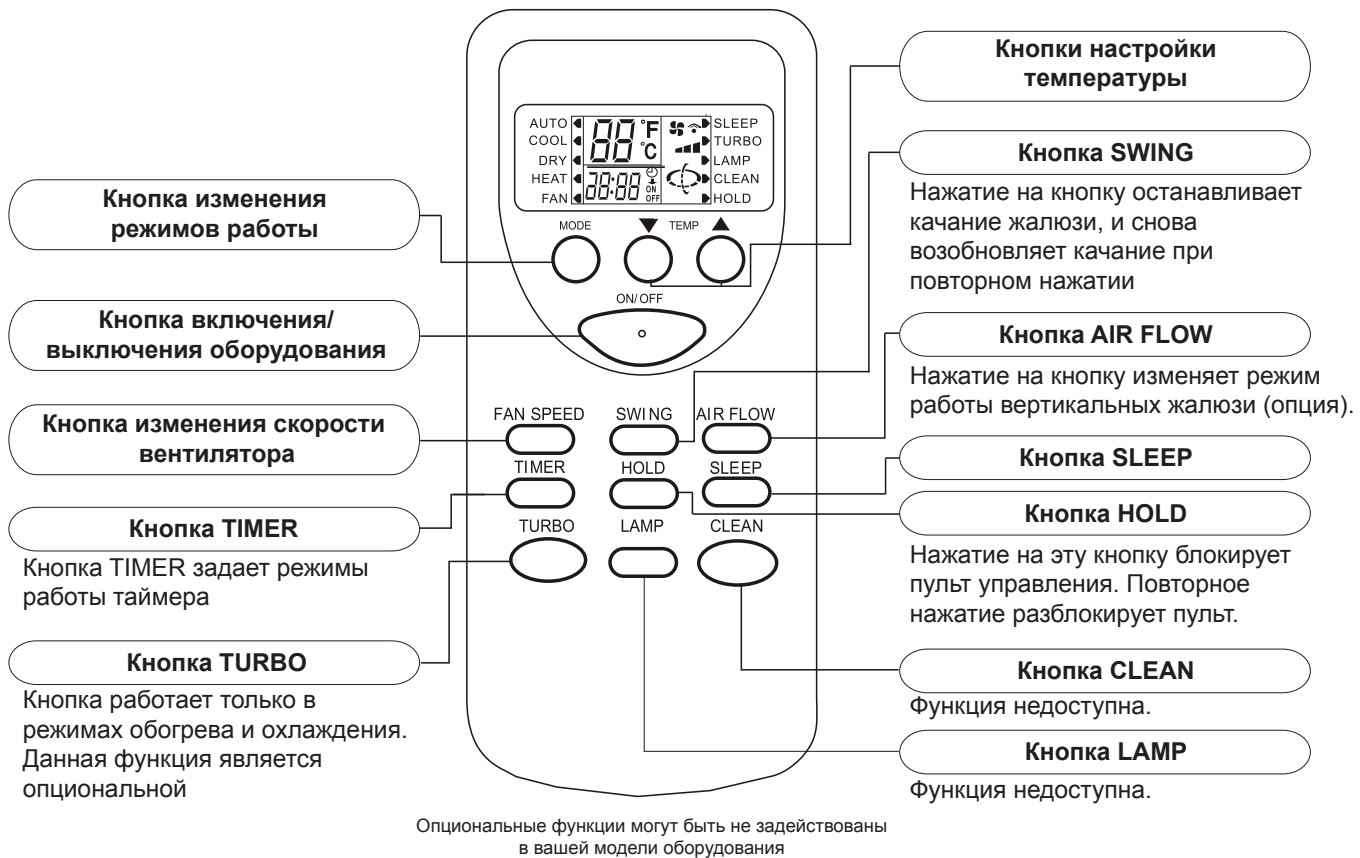 Кнопка изменения
режимов работы
Кнопка включения/
выключения оборудования
Кнопка изменения скорости
вентилятора
Кнопка TIMER
Кнопка TIMER задает режимы
работы таймера
Кнопка TURBO
Кнопка работает только в
режимах обогрева и охлаждения.
Данная функция является
опциональной
AUTO
COOL
DRY
HEAT
FAN
88 °F
°C
88:88 ON
OFF
SLEEP
TURBO
LAMP
CLEAN
HOLD
MODE ▼ TEMP ▲
ON/OFF
FAN SPEED SWING AIR FLOW
TIMER HOLD SLEEP
TURBO LAMP CLEAN
Кнопки настройки
температуры
Кнопка SWING
Нажатие на кнопку останавливает
качание жалюзи, и снова
возобновляет качание при
повторном нажатии
Кнопка AIR FLOW
Нажатие на кнопку изменяет режим
работы вертикальных жалюзи (опция).
Кнопка SLEEP
Кнопка HOLD
Нажатие на эту кнопку блокирует
пульт управления. Повторное
нажатие разблокирует пульт.
Кнопка CLEAN
Функция недоступна.
Кнопка LAMP
Функция недоступна.
Опциональные функции могут быть не задействованы
в вашей модели оборудования